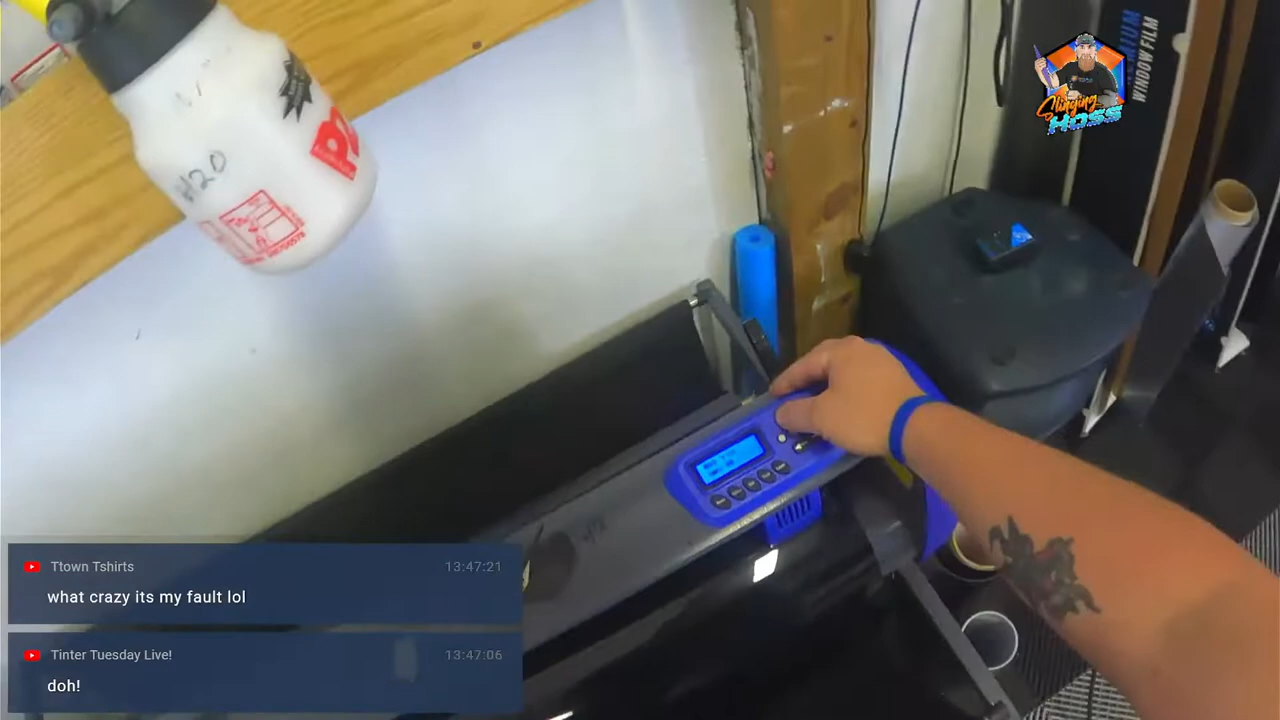 H2O
WINDOW FILM
Slinging
HOSS
Ttown Tshirts
13:47:21
what crazy its my fault lol
Tinter Tuesday Live!
13:47:06
doh!